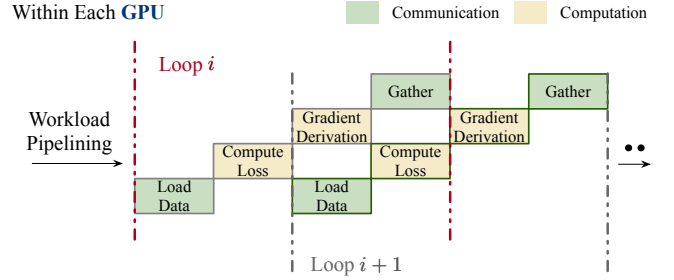 Within Each GPU
Communication
Computation
Loop i
Gather
Gather
Workload
Pipelining
Gradient
Derivation
Gradient
Derivation
Compute
Loss
Compute
Loss
Load
Data
Load
Data
Loop i + 1